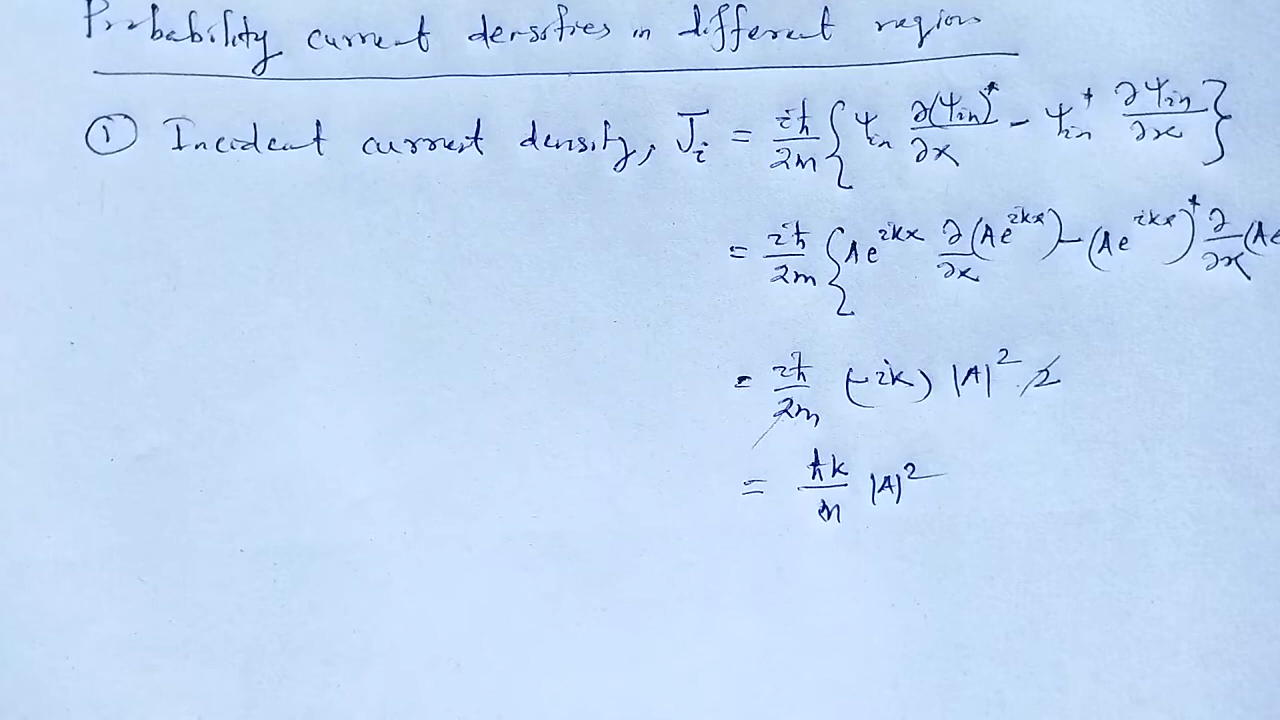 Probability current densities in different region
① Incident current density, J_i = iħ/2m { ψ_in ∂(ψ_in)*/∂x - ψ_in* ∂ψ_in/∂x }
= iħ/2m { Ae^{ikx} ∂/∂x (Ae^{ikx}) - (Ae^{ikx})* ∂/∂x (Ae
= iħ/2m (-ik) |A|² 2
= ħk/m |A|²